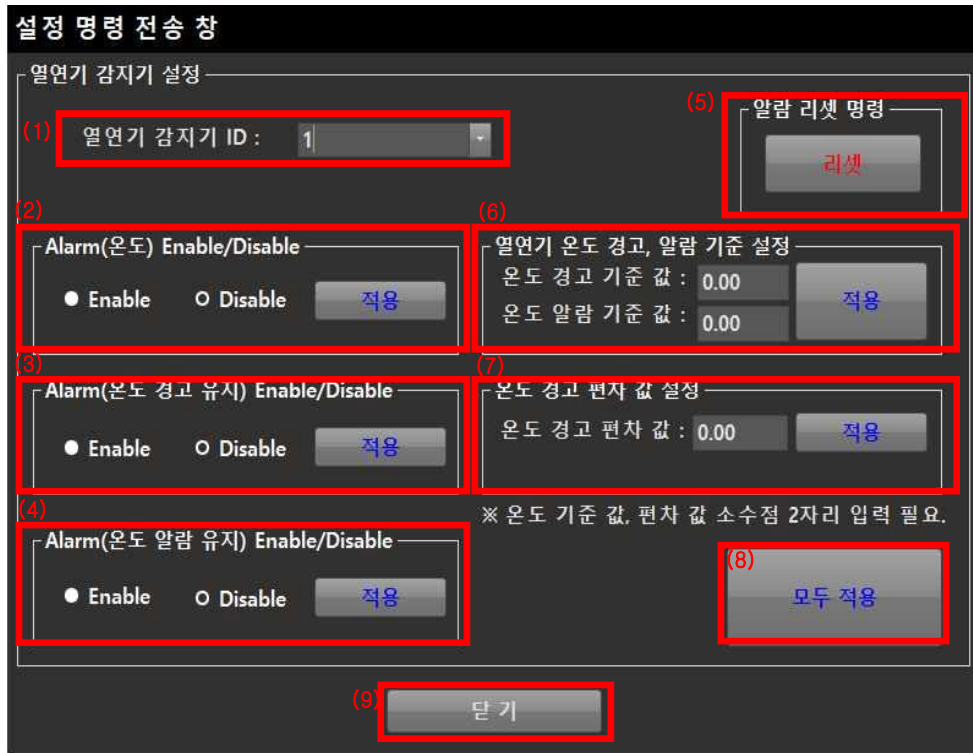 설정 명령 전송 창
열연기 감지기 설정
(1)
열연기 감지기 ID :
1
(5)
알람 리셋 명령
리셋
(2)
Alarm(온도) Enable/Disable
Enable
Disable
적용
(6)
열연기 온도 경고, 알람 기준 설정
온도 경고 기준 값 : 0.00
온도 알람 기준 값 : 0.00
적용
(3)
Alarm(온도 경고 유지) Enable/Disable
Enable
Disable
적용
(7)
온도 경고 편차 값 설정
온도 경고 편차 값 : 0.00
적용
(4)
Alarm(온도 알람 유지) Enable/Disable
Enable
Disable
적용
※ 온도 기준 값, 편차 값 소수점 2자리 입력 필요.
(8)
모두 적용
(9)
닫 기